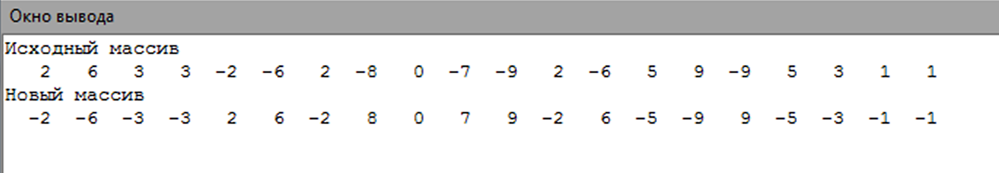 Окно вывода
Исходный массив
2 6 3 3 -2 -6 2 -8 0 -7 -9 2 -6 5 9 -9 5 3 1 1
Новый массив
-2 -6 -3 -3 2 6 -2 8 0 7 9 -2 6 -5 -9 9 -5 -3 -1 -1